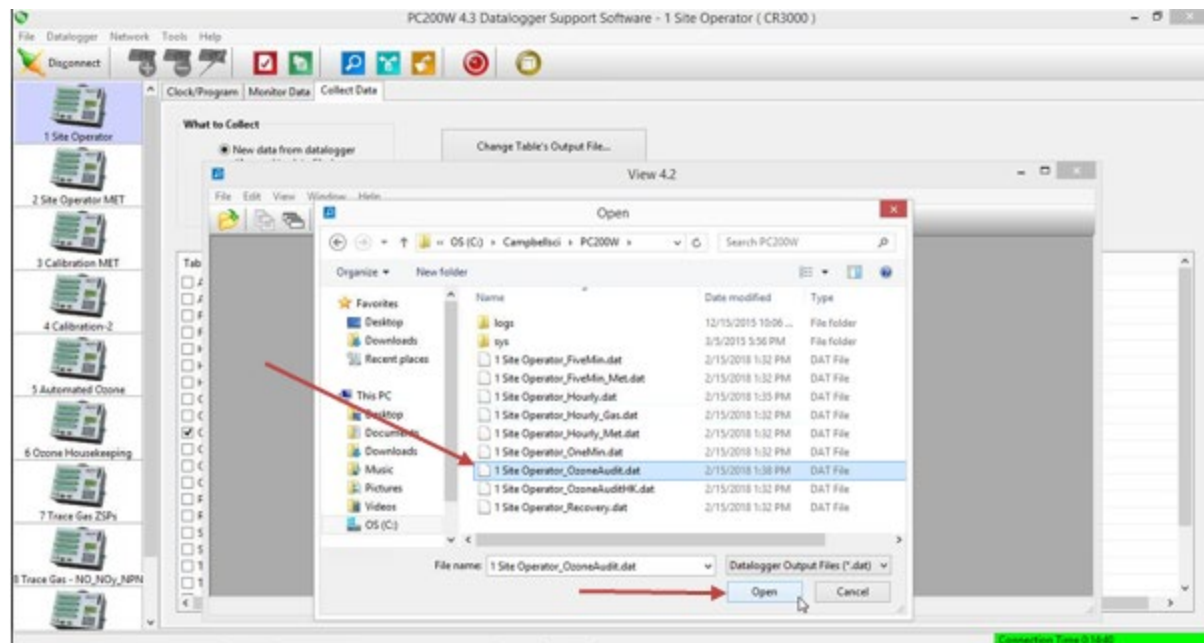 PC200W 4.3 Datalogger Support Software - 1 Site Operator ( CR3000 )
File Datalogger Network Tools Help
Disconnect
Clock/Program Monitor Data Collect Data
1 Site Operator
2 Site Operator MET
3 Calibration MET
4 Calibration-2
5 Automated Ozone
6 Ozone Housekeeping
7 Trace Gas ZSPs
8 Trace Gas - NO_NOy_NPN
What to Collect
New data from datalogger
Change Table's Output File...
Tab
View 4.2
File Edit View Window Help
Open
OS (C:) Campbellsci PC200W
Search PC200W
Organize New folder
Favorites
Desktop
Downloads
Recent places
This PC
Desktop
Documents
Downloads
Music
Pictures
Videos
OS (C:)
Name Date modified Type
logs 12/15/2015 10:06 ... File folder
sys 3/5/2015 5:56 PM File folder
1 Site Operator_FiveMin.dat 2/15/2018 1:32 PM DAT File
1 Site Operator_FiveMin_Met.dat 2/15/2018 1:32 PM DAT File
1 Site Operator_Hourly.dat 2/15/2018 1:35 PM DAT File
1 Site Operator_Hourly_Gas.dat 2/15/2018 1:32 PM DAT File
1 Site Operator_Hourly_Met.dat 2/15/2018 1:32 PM DAT File
1 Site Operator_OneMin.dat 2/15/2018 1:32 PM DAT File
1 Site Operator_OzoneAudit.dat 2/15/2018 1:38 PM DAT File
1 Site Operator_OzoneAuditHK.dat 2/15/2018 1:32 PM DAT File
1 Site Operator_Recovery.dat 2/15/2018 1:32 PM DAT File
File name: 1 Site Operator_OzoneAudit.dat Datalogger Output Files (*.dat)
Open Cancel
Connection Time 0:14:40